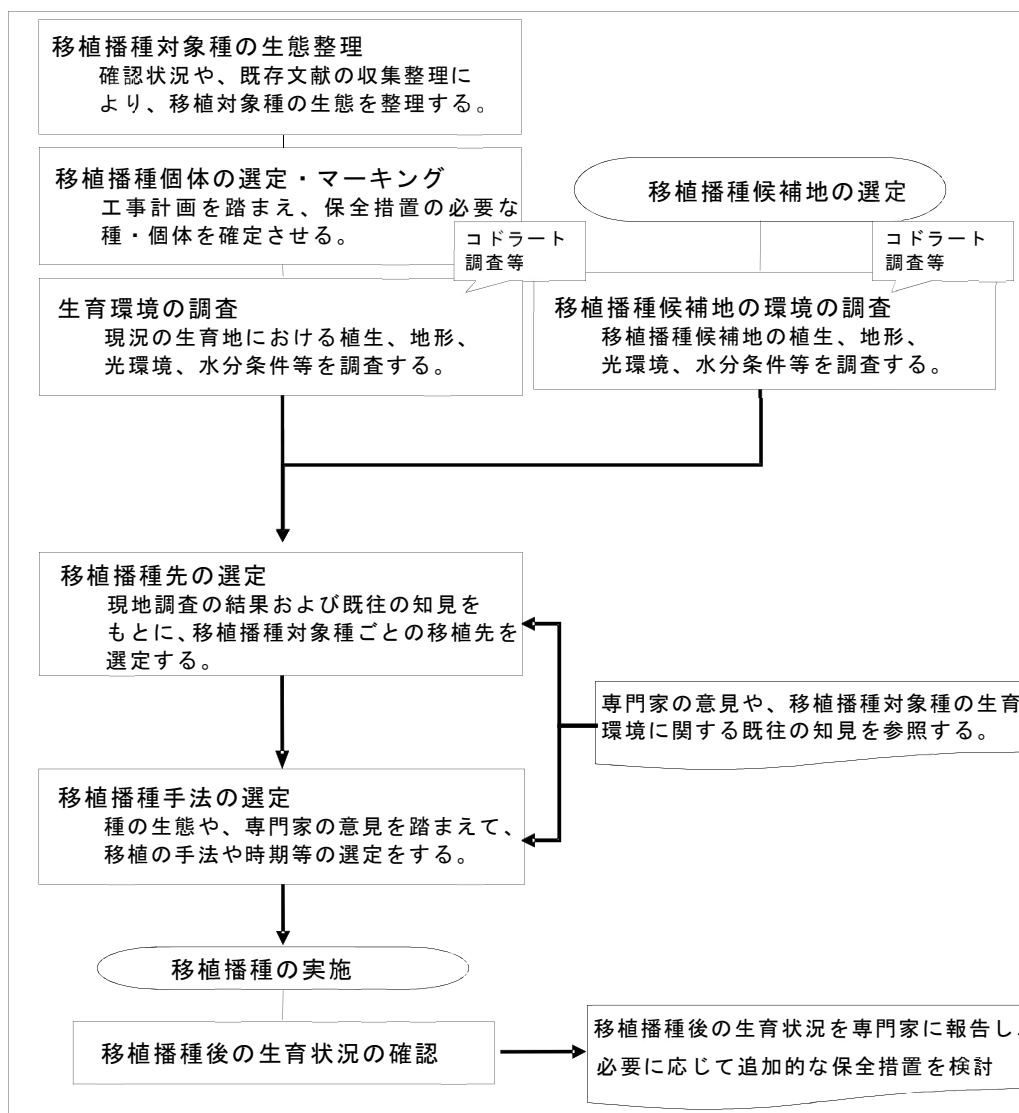 移植播種対象種の生態整理
確認状況や、既存文献の収集整理に
より、移植対象種の生態を整理する。
移植播種個体の選定・マーキング
工事計画を踏まえ、保全措置の必要な
種・個体を確定させる。
移植播種候補地の選定
コドラート
調査等
コドラート
調査等
生育環境の調査
現況の生育地における植生、地形、
光環境、水分条件等を調査する。
移植播種候補地の環境の調査
移植播種候補地の植生、地形、
光環境、水分条件等を調査する。
移植播種先の選定
現地調査の結果および既往の知見を
もとに、移植播種対象種ごとの移植先を
選定する。
専門家の意見や、移植播種対象種の生育
環境に関する既往の知見を参照する。
移植播種手法の選定
種の生態や、専門家の意見を踏まえて、
移植の手法や時期等の選定をする。
移植播種の実施
移植播種後の生育状況の確認
移植播種後の生育状況を専門家に報告し、
必要に応じて追加的な保全措置を検討